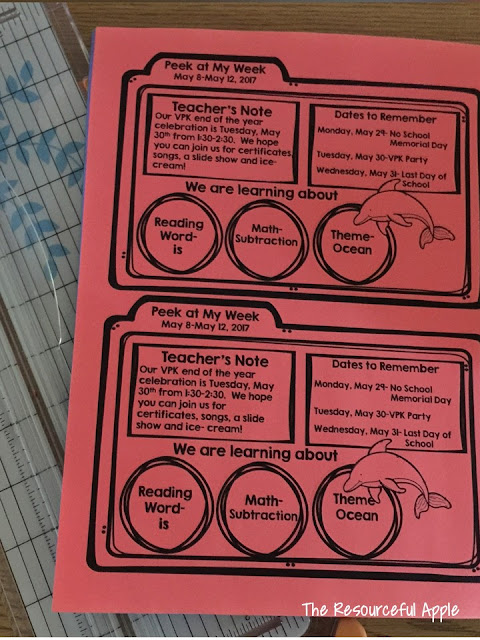 Peek at My Week
May 8-May 12, 2017
Teacher's Note
Our VPK end of the year
celebration is Tuesday, May
30th from 1:30-2:30. We hope
you can join us for certificates,
songs, a slide show and ice-
cream!
Dates to Remember
Monday, May 29- No School
Memorial Day
Tuesday, May 30-VPK Party
Wednesday, May 31- Last Day of
School
We are learning about
Reading
Word-
is
Math-
Subtraction
Theme-
Ocean
Peek at My Week
May 8-May 12, 2017
Teacher's Note
Our VPK end of the year
celebration is Tuesday, May
30th from 1:30-2:30. We hope
you can join us for
certificates, songs, a slide
show and ice- cream!
Dates to Remember
Monday, May 29- No School
Memorial Day
Tuesday, May 30-VPK Party
Wednesday, May 31- Last Day of
School
We are learning about
Reading
Word-
is
Math-
Subtraction
Theme-
Ocean
The Resourceful Apple